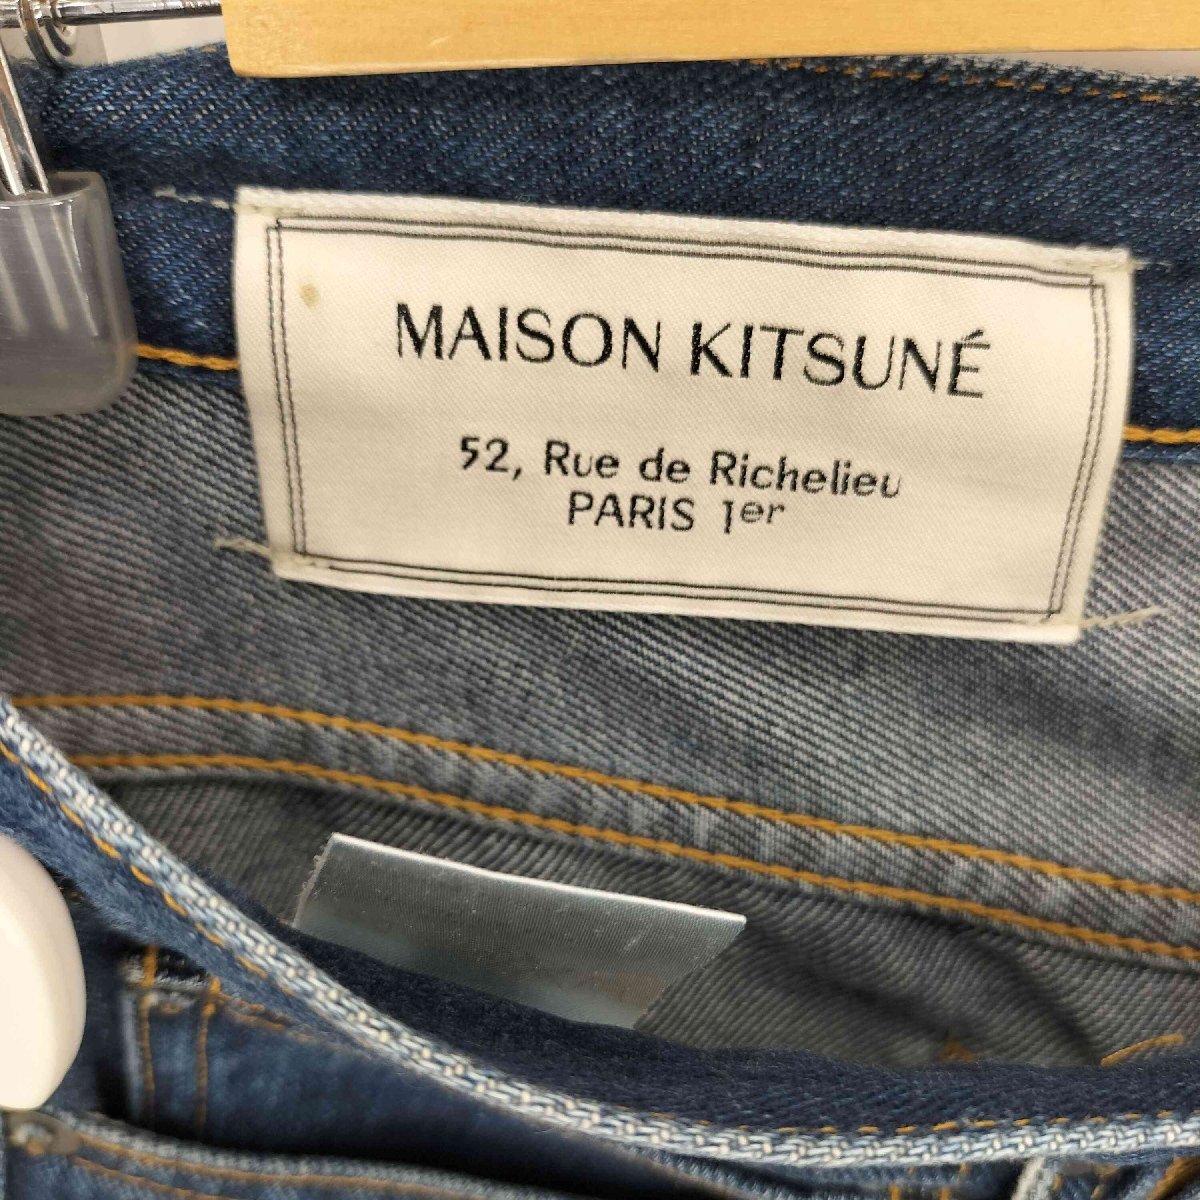 MAISON KITSUNÉ
52, Rue de Richelieu
PARIS 1er